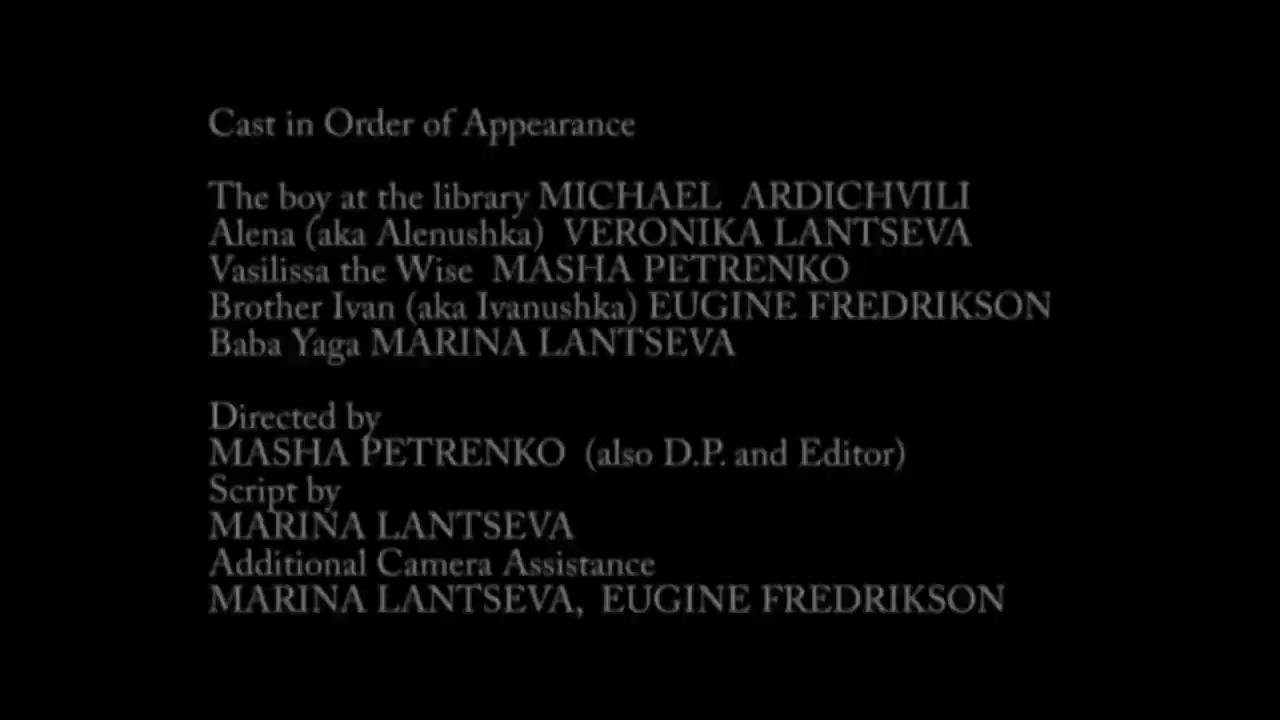 Cast in Order of Appearance
The boy at the library MICHAEL ARDICHVILI
Alena (aka Alenushka) VERONIKA LANTSEVA
Vasilissa the Wise MASHA PETRENKO
Brother Ivan (aka Ivanushka) EUGINE FREDRIKSON
Baba Yaga MARINA LANTSEVA
Directed by
MASHA PETRENKO (also D.P. and Editor)
Script by
MARINA LANTSEVA
Additional Camera Assistance
MARINA LANTSEVA, EUGINE FREDRIKSON